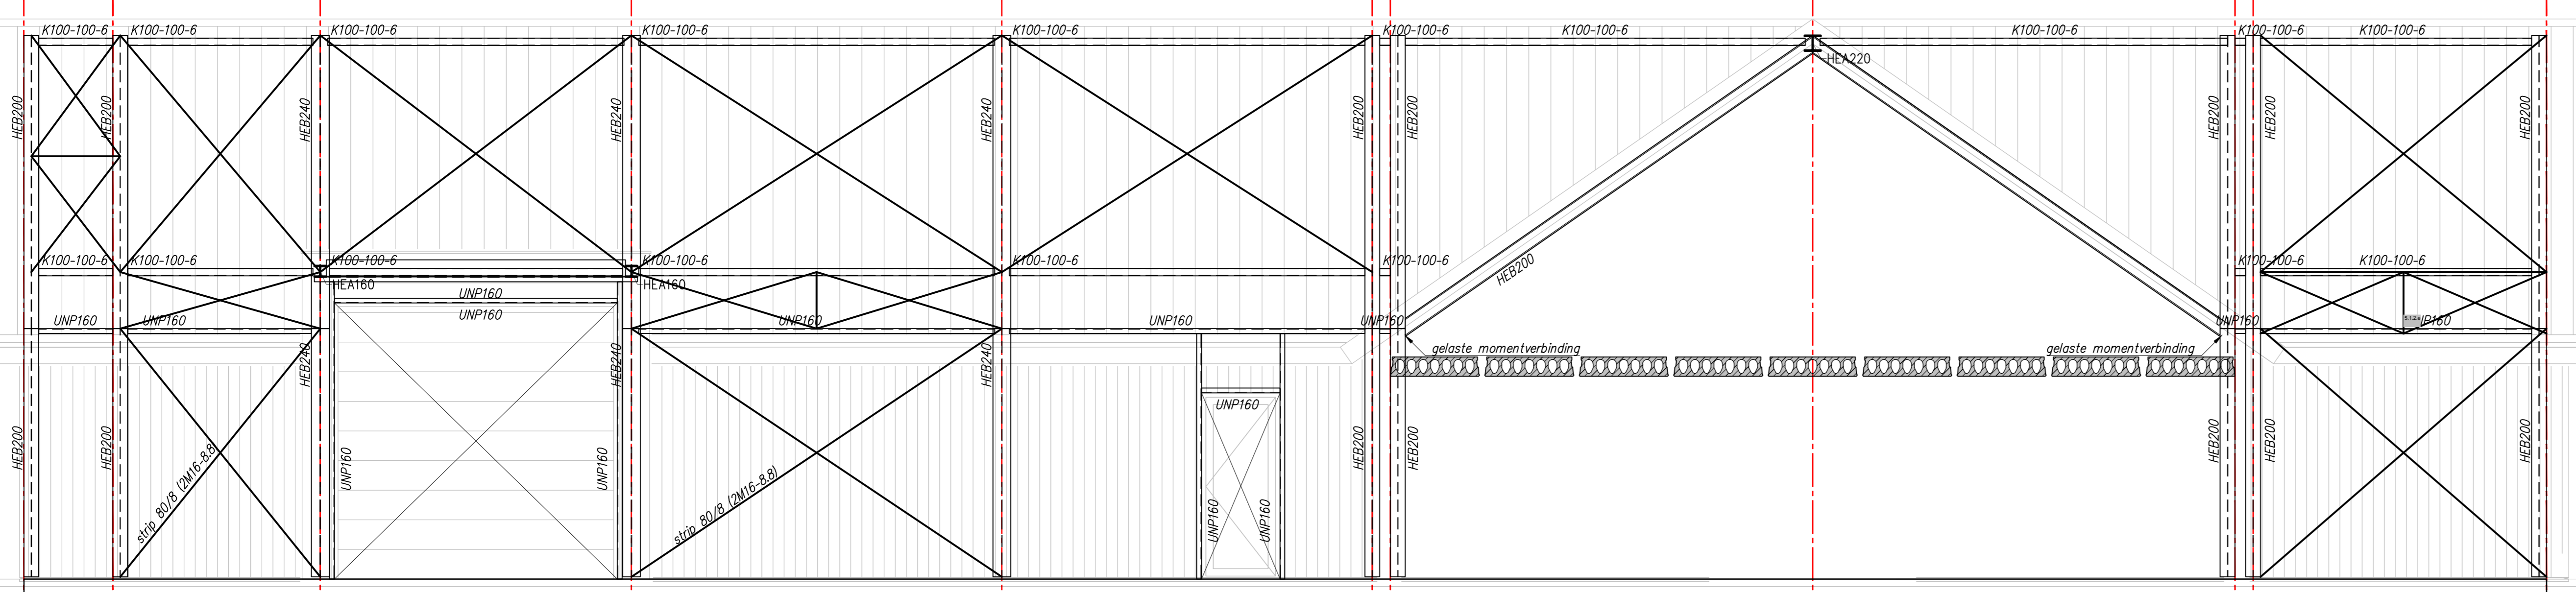 K100-100-6 K100-100-6 K100-100-6 K100-100-6 K100-100-6 K100-100-6 K100-100-6 K100-100-6 K100-100-6 K100-100-6
HEA220
HEB200 HEB200 HEB240 HEB240 HEB240 HEB200 HEB200 HEB200 HEB200 HEB200
K100-100-6 K100-100-6 K100-100-6 K100-100-6 K100-100-6 K100-100-6 K100-100-6 K100-100-6
HEB200
HEA160 HEA160
UNP160
UNP160
UNP160 UNP160 UNP160 UNP160 UNP160 UNP160
gelaste momentverbinding gelaste momentverbinding
HEB240 HEB240 HEB240
UNP160
HEB200 HEB200 HEB200 HEB200 HEB200 HEB200 HEB200
UNP160 UNP160
strip 80/8 (2M16-8.8) strip 80/8 (2M16-8.8)
UNP160 UNP160